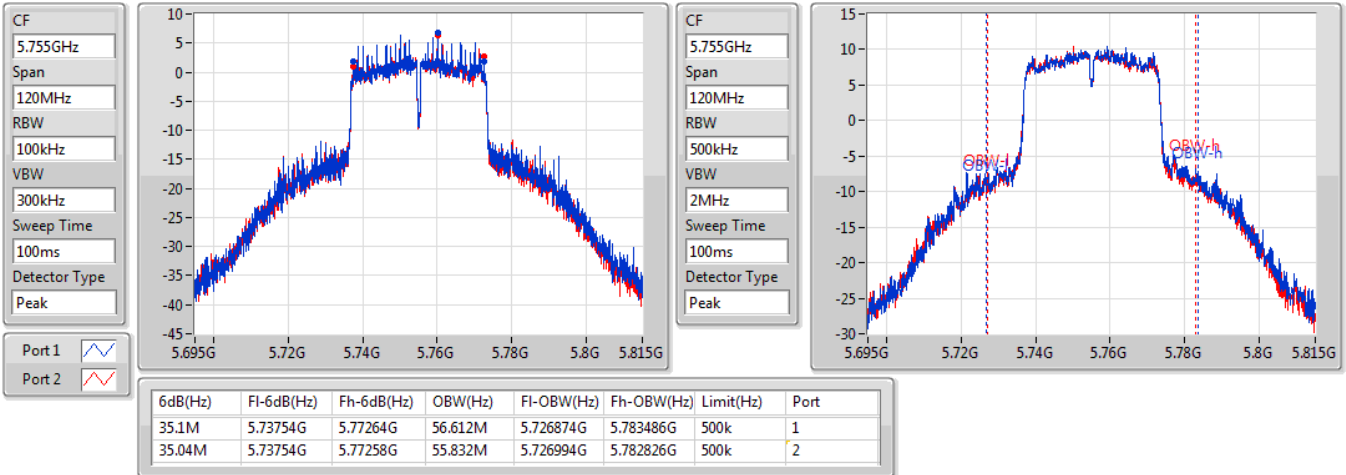 CF
5.755GHz
Span
120MHz
RBW
100kHz
VBW
300kHz
Sweep Time
100ms
Detector Type
Peak
Port 1
Port 2
10
5
0
-5
-10
-15
-20
-25
-30
-35
-40
-45
5.695G 5.72G 5.74G 5.76G 5.78G 5.8G 5.815G
CF
5.755GHz
Span
120MHz
RBW
500kHz
VBW
2MHz
Sweep Time
100ms
Detector Type
Peak
15
10
5
0
-5
-10
-15
-20
-25
-30
OBW-l
OBW-l
OBW-h
OBW-h
5.695G 5.72G 5.74G 5.76G 5.78G 5.8G 5.815G
6dB(Hz) Fl-6dB(Hz) Fh-6dB(Hz) OBW(Hz) Fl-OBW(Hz) Fh-OBW(Hz) Limit(Hz) Port
35.1M 5.73754G 5.77264G 56.612M 5.726874G 5.783486G 500k 1
35.04M 5.73754G 5.77258G 55.832M 5.726994G 5.782826G 500k 2